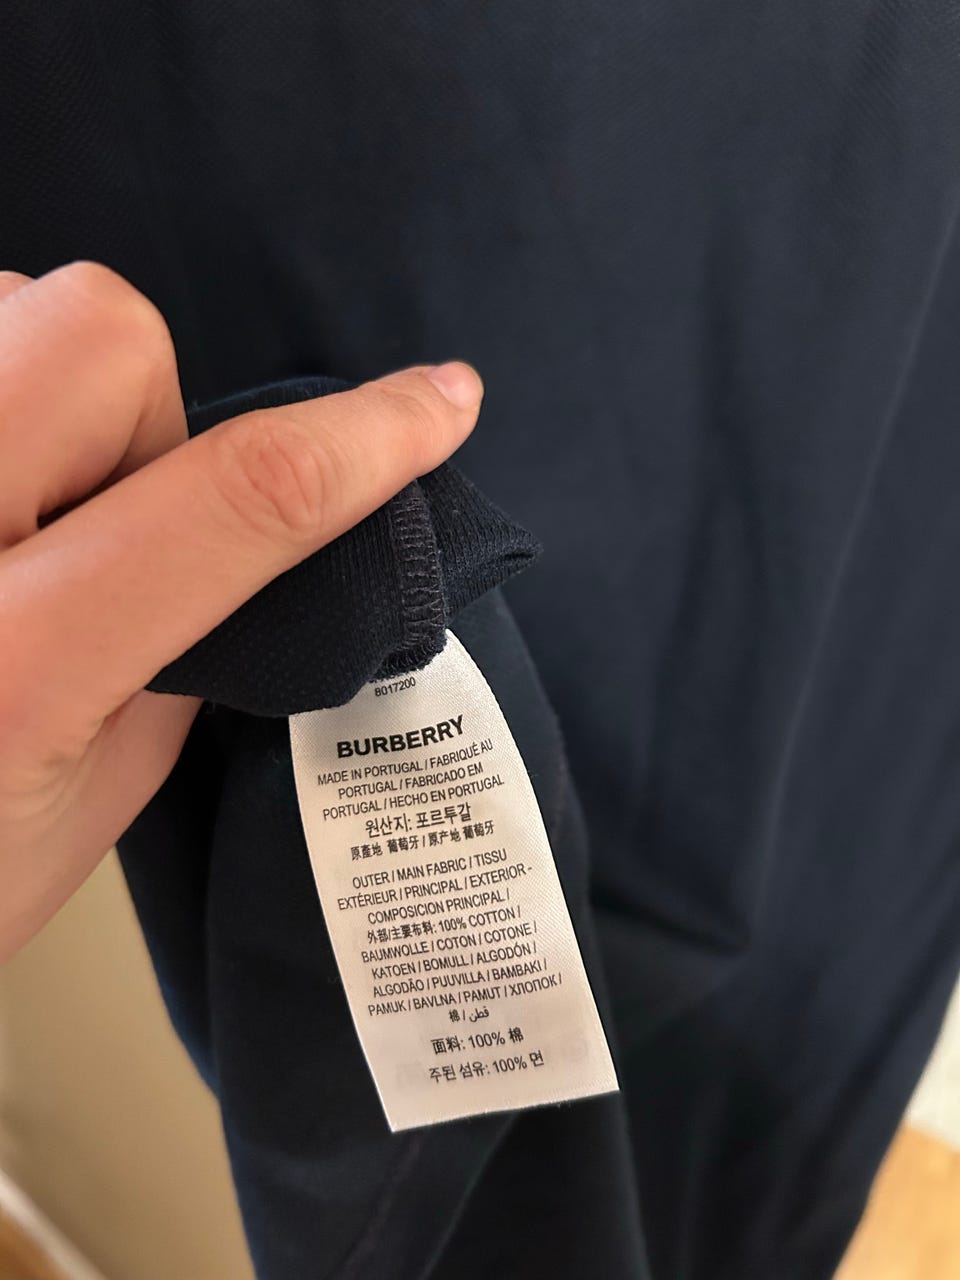 8017200
BURBERRY
MADE IN PORTUGAL / FABRIQUÉ AU
PORTUGAL / FABRICADO EM
PORTUGAL / HECHO EN PORTUGAL
원산지: 포르투갈
原產地 葡萄牙 / 原产地 葡萄牙
OUTER / MAIN FABRIC / TISSU
EXTÉRIEUR / PRINCIPAL / EXTERIOR -
COMPOSICION PRINCIPAL /
外部/主要布料: 100% COTTON /
BAUMWOLLE / COTON / COTONE /
KATOEN / BOMULL / ALGODÓN /
ALGODÃO / PUUVILLA / BAMBAKI /
PAMUK / BAVLNA / PAMUT / ХЛОПОК /
棉 / قطن
面料: 100% 棉
주된 섬유: 100% 면